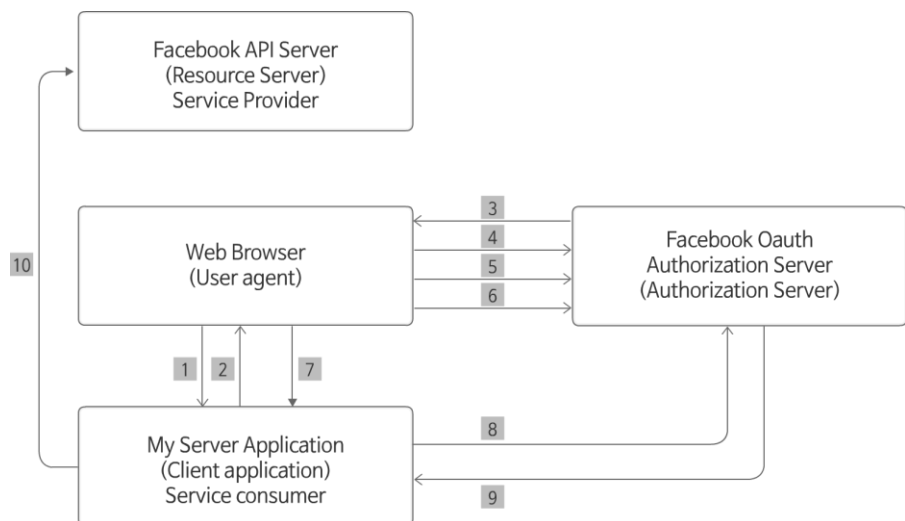 Facebook API Server
(Resource Server)
Service Provider
3
Web Browser
(User agent)
4
5
6
Facebook Oauth
Authorization Server
(Authorization Server)
10
1
2
7
My Server Application
(Client application)
Service consumer
8
9